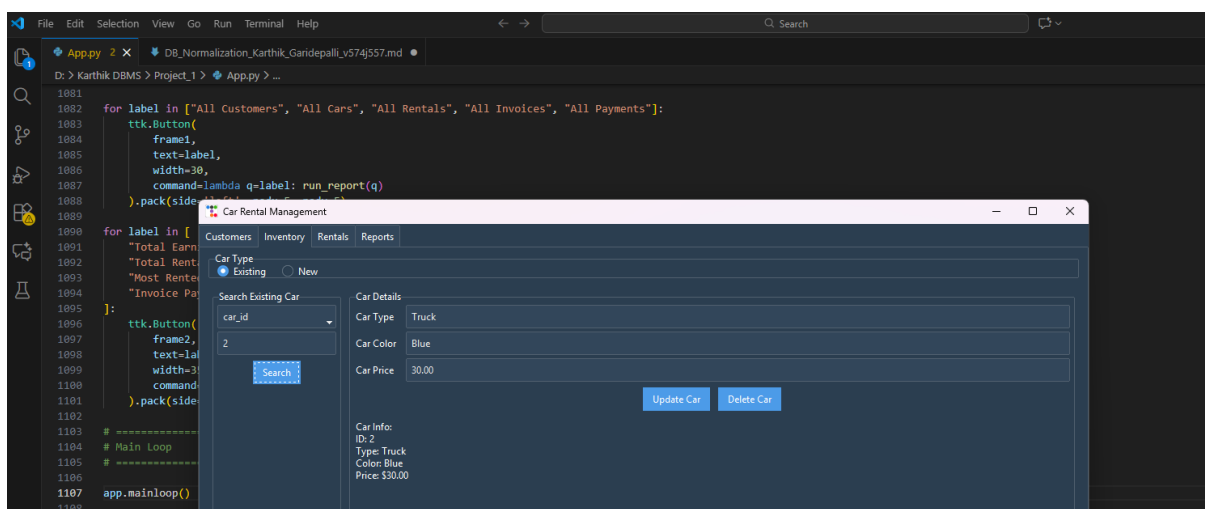 File Edit Selection View Go Run Terminal Help
Search
App.py 2
DB_Normalization_Karthik_Garidepalli_v574j557.md
D: > Karthik DBMS > Project_1 > App.py > ...
1081
1082 for label in ["All Customers", "All Cars", "All Rentals", "All Invoices", "All Payments"]:
1083 ttk.Button(
1084 frame1,
1085 text=label,
1086 width=30,
1087 command=lambda q=label: run_report(q)
1088 ).pack(side=
1089
1090 for label in [
1091 "Total Earn
1092 "Total Rent
1093 "Most Rente
1094 "Invoice Pa
1095 ]:
1096 ttk.Button(
1097 frame2,
1098 text=lab
1099 width=3
1100 command
1101 ).pack(side
1102
1103 # ==============
1104 # Main Loop
1105 # ==============
1106
1107 app.mainloop()
1108
1
Car Rental Management
Customers Inventory Rentals Reports
Car Type
Existing New
Search Existing Car
car_id
2
Search
Car Details
Car Type Truck
Car Color Blue
Car Price 30.00
Update Car Delete Car
Car Info:
ID: 2
Type: Truck
Color: Blue
Price: $30.00